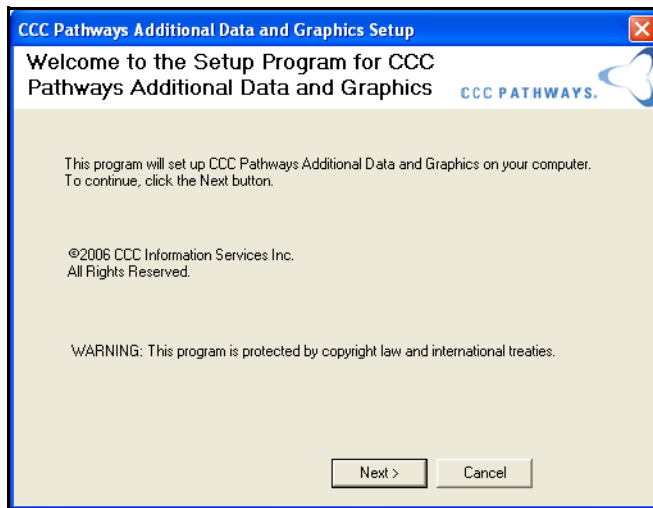 CCC Pathways Additional Data and Graphics Setup
Welcome to the Setup Program for CCC
Pathways Additional Data and Graphics
CCC PATHWAYS.
This program will set up CCC Pathways Additional Data and Graphics on your computer.
To continue, click the Next button.
©2006 CCC Information Services Inc.
All Rights Reserved.
WARNING: This program is protected by copyright law and international treaties.
Next >
Cancel